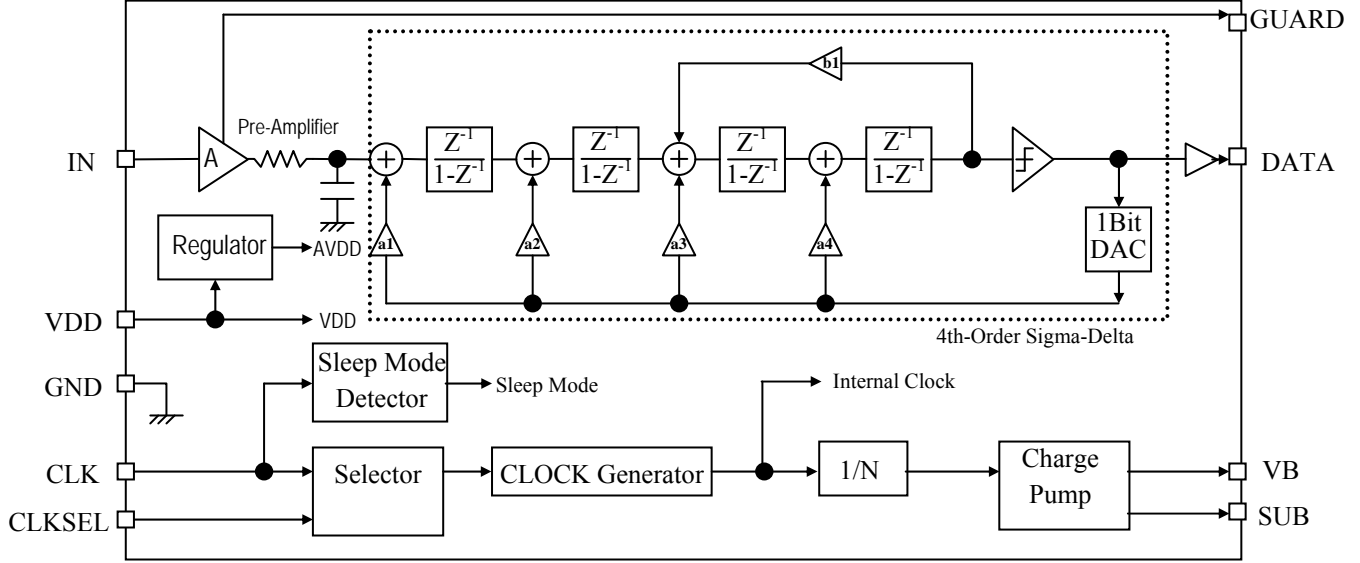 GUARD
b1
Pre-Amplifier
IN
A
Z-1
1-Z-1
Z-1
1-Z-1
Z-1
1-Z-1
Z-1
1-Z-1
DATA
a1
a2
a3
a4
1Bit
DAC
Regulator
AVDD
VDD
VDD
4th-Order Sigma-Delta
GND
Sleep Mode
Detector
Sleep Mode
Internal Clock
CLK
Selector
CLOCK Generator
1/N
Charge
Pump
VB
CLKSEL
SUB